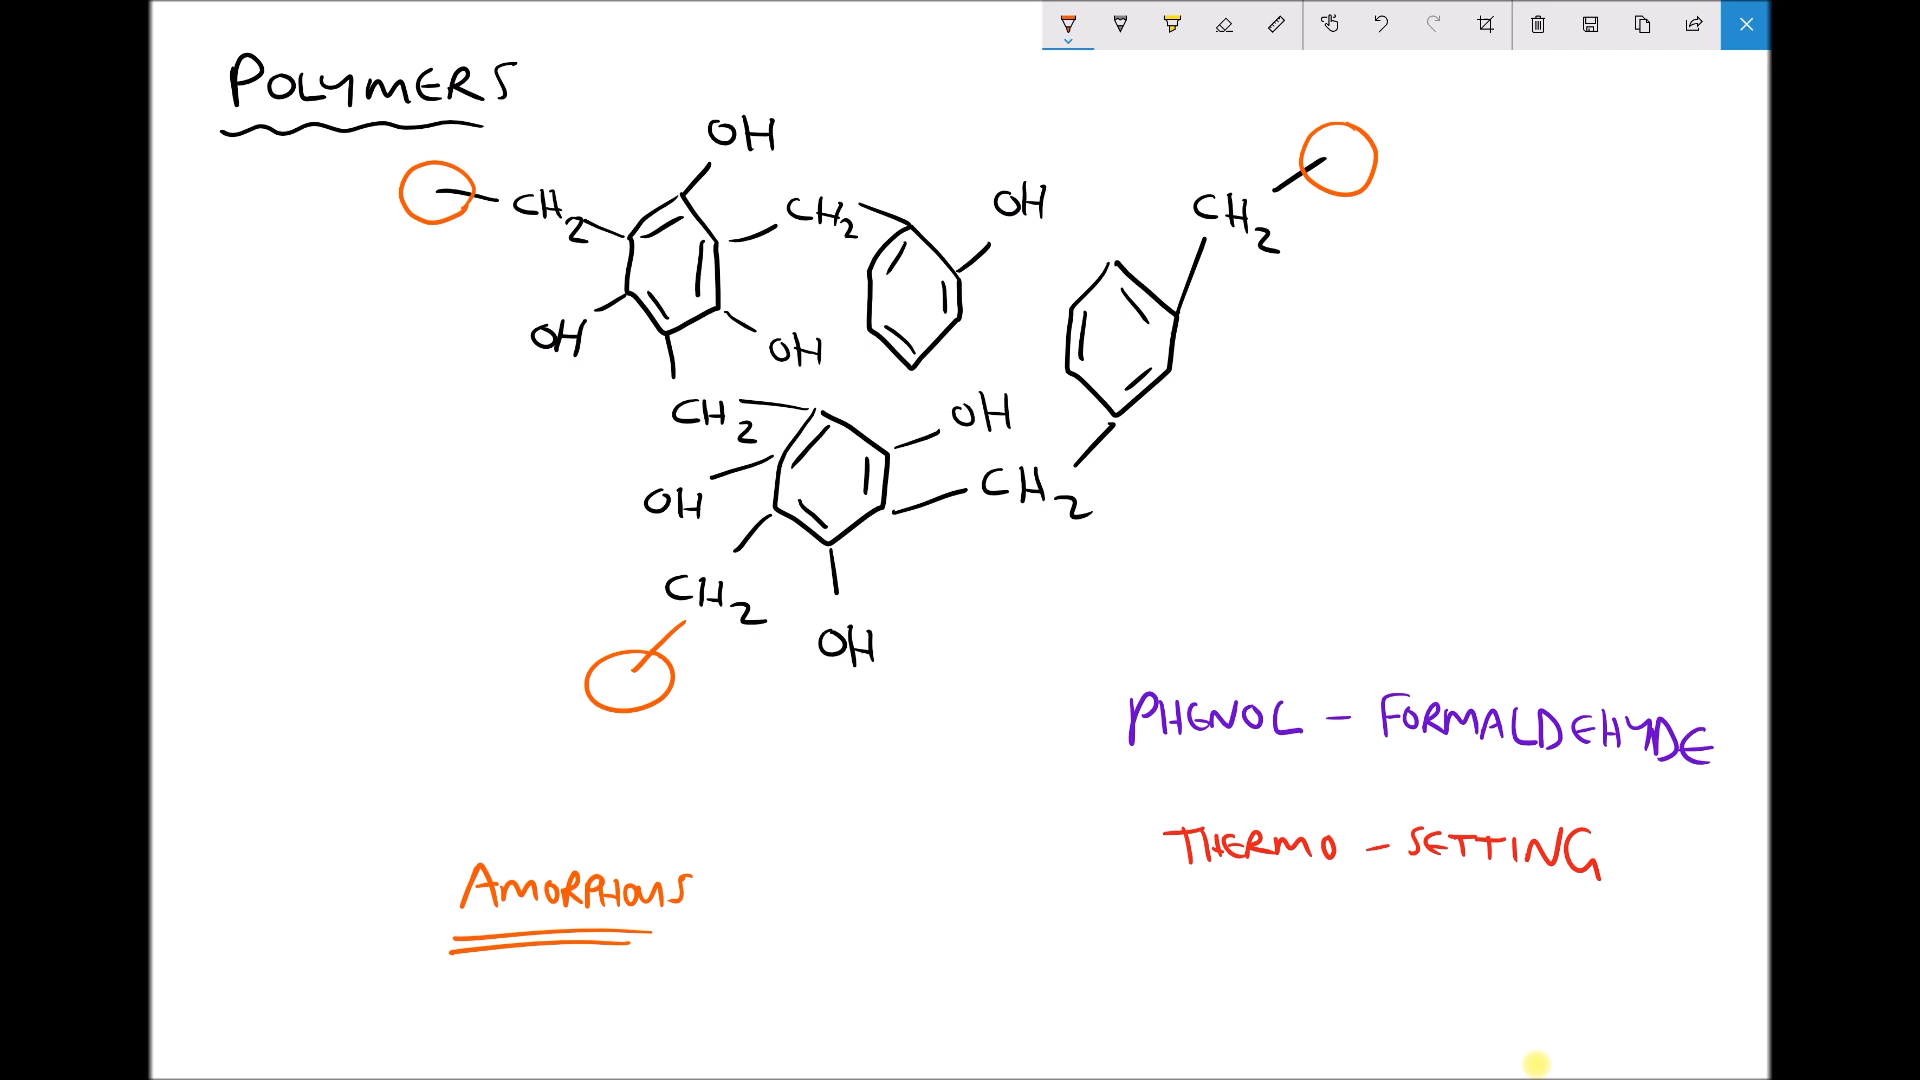 POLYMERS
OH
CH2
CH2
OH
CH2
OH
OH
CH2
OH
OH
CH2
CH2
OH
PHENOL - FORMALDEHYDE
THERMO - SETTING
AMORPHOUS